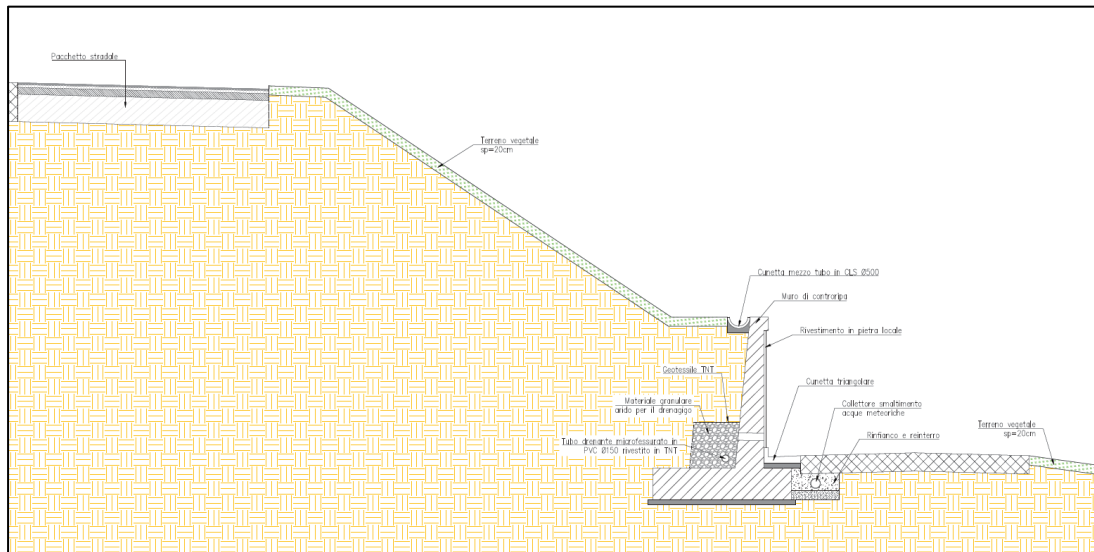 Pacchetto stradale
Terreno vegetale
sp=20cm
Cunetta mezzo tubo in CLS Ø500
Muro di controripa
Rivestimento in pietra locale
Geotessile TNT
Cunetta triangolare
Materiale granulare
arido per il drenagigo
Collettore smaltimento
acque meteoriche
Terreno vegetale
sp=20cm
Tubo drenante microfessurato in
PVC Ø150 rivestito in TNT
Rinfianco e reinterro